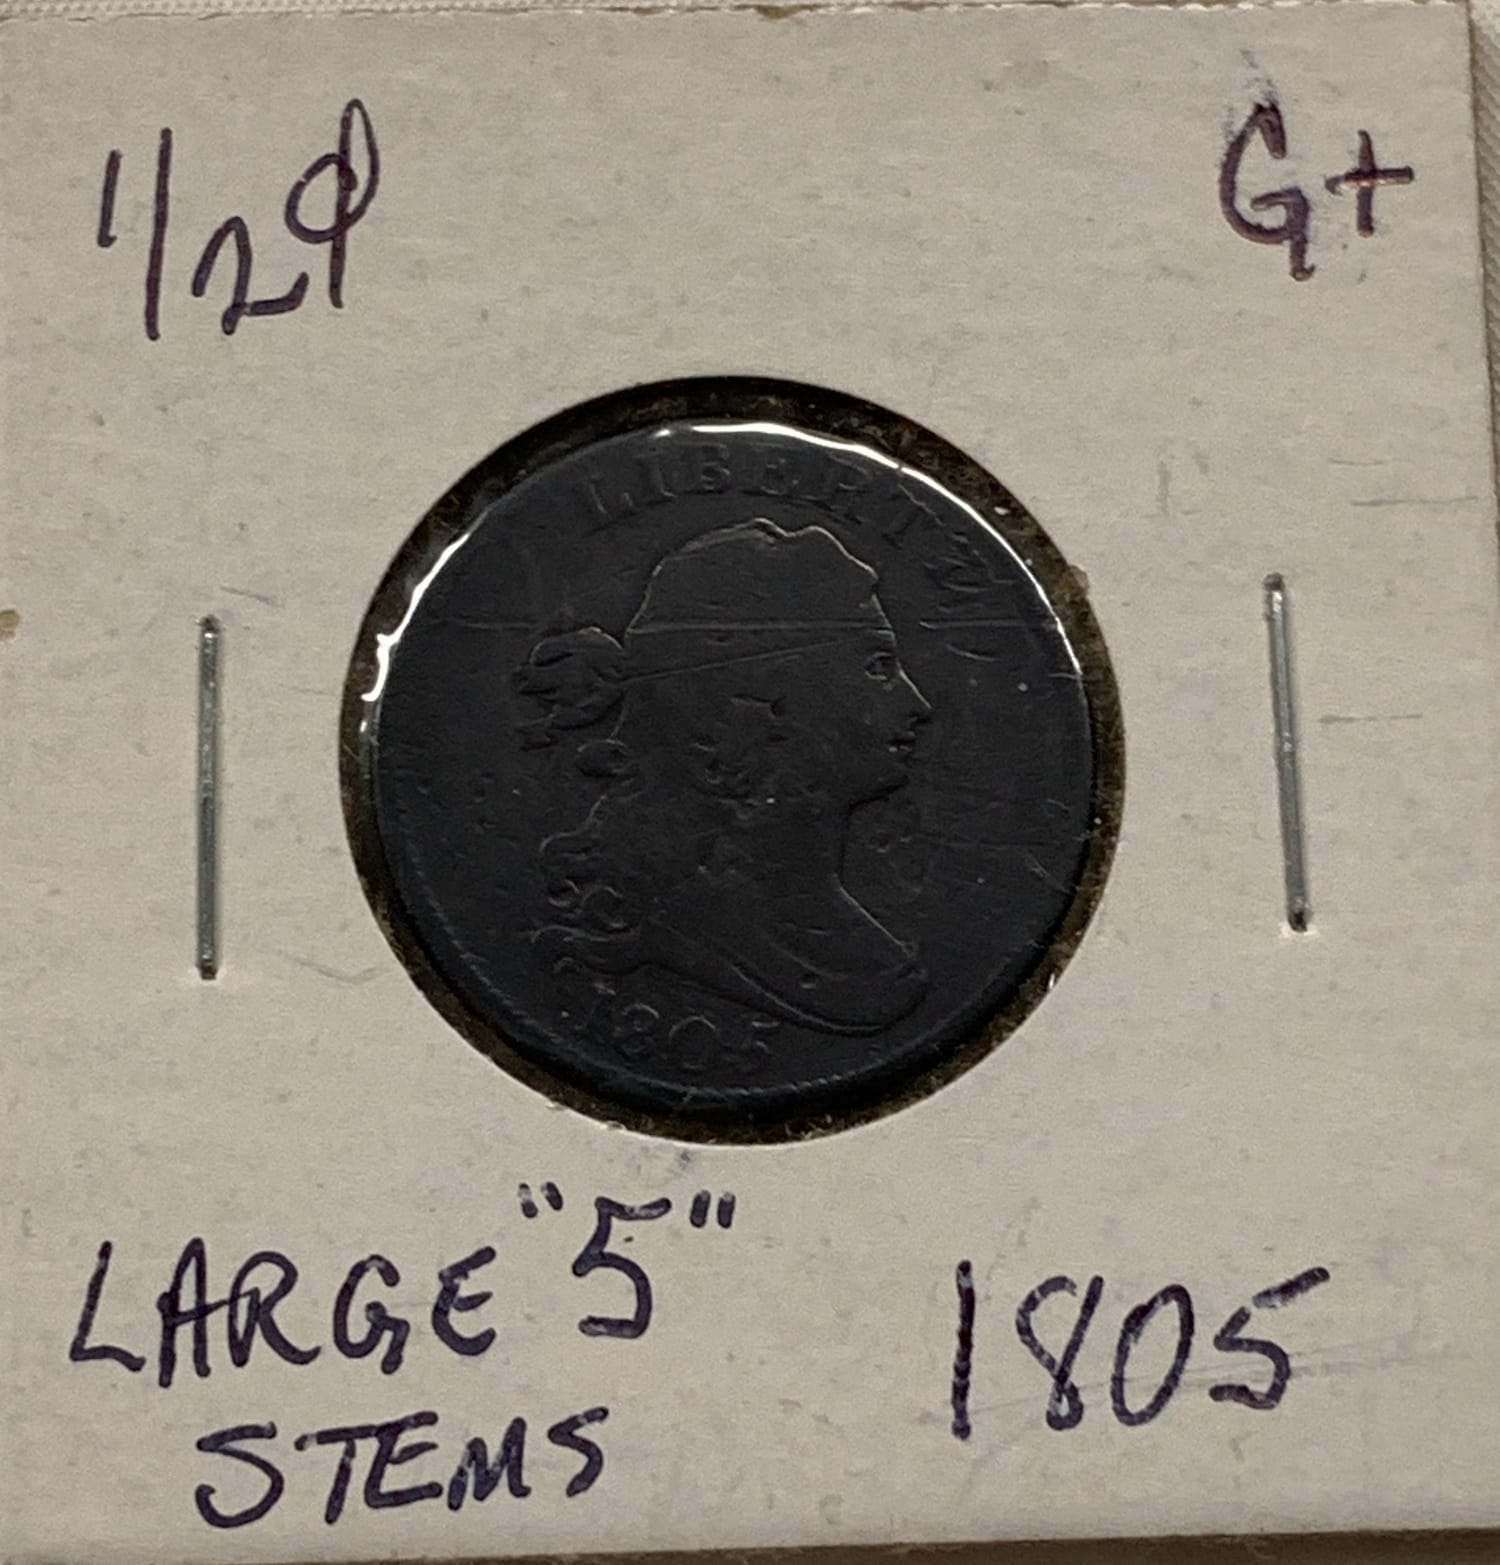 1/2¢
G+
LIBERTY
1805
LARGE "5"
STEMS
1805